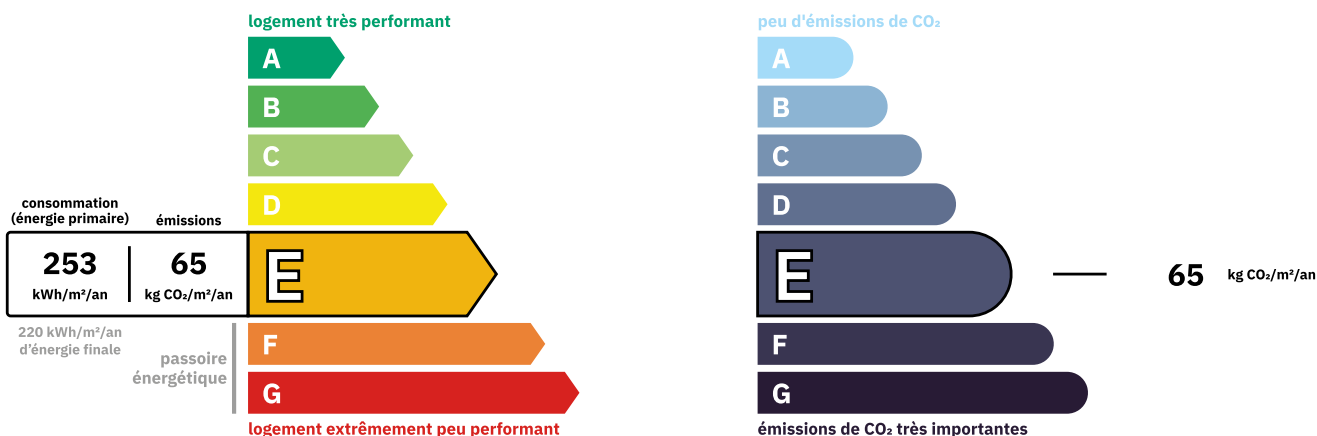 logement très performant
A
B
C
D
consommation
(énergie primaire)
émissions
253
kWh/m²/an
65
kg CO₂/m²/an
E
220 kWh/m²/an
d'énergie finale
passoire
énergétique
F
G
logement extrêmement peu performant
peu d'émissions de CO₂
A
B
C
D
E
65 kg CO₂/m²/an
F
G
émissions de CO₂ très importantes